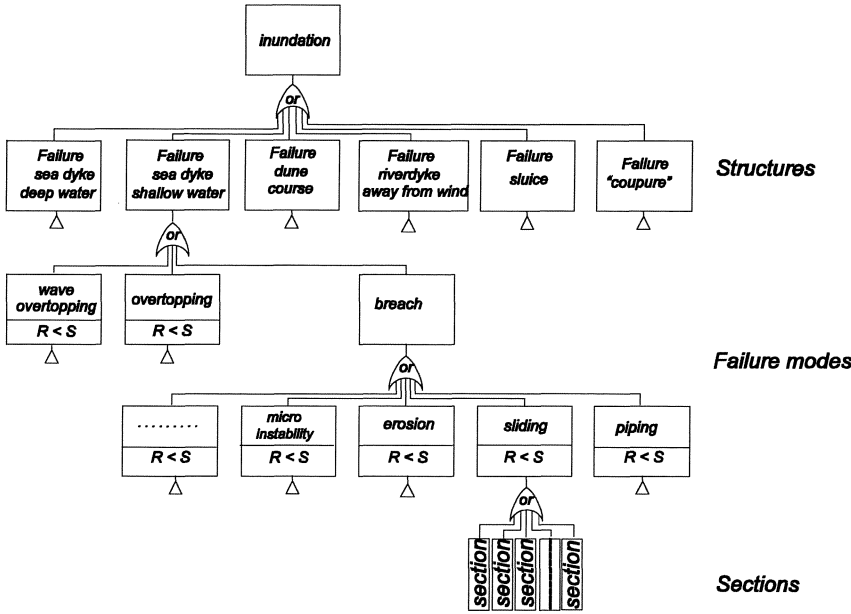 inundation
or
Failure
sea dyke
deep water
Failure
sea dyke
shallow water
Failure
dune
course
Failure
riverdyke
away from wind
Failure
sluice
Failure
"coupure"
Structures
or
wave
overtopping
R < S
overtopping
R < S
breach
Failure modes
or
.........
R < S
micro
instability
R < S
erosion
R < S
sliding
R < S
piping
R < S
or
section
section
section
section
Sections